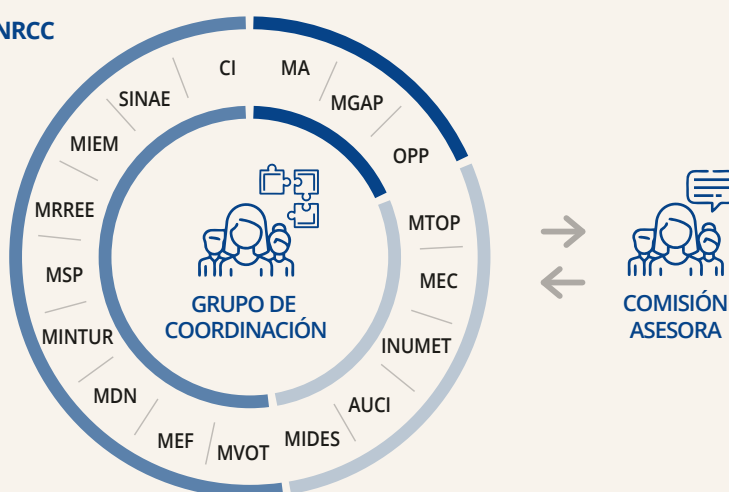 NRCC
CI
MA
MGAP
OPP
MTOP
MEC
INUMET
AUCI
MIDES
MVOT
MEF
MDN
MINTUR
MSP
MRREE
MIEM
SINAE
GRUPO DE
COORDINACIÓN
COMISIÓN
ASESORA